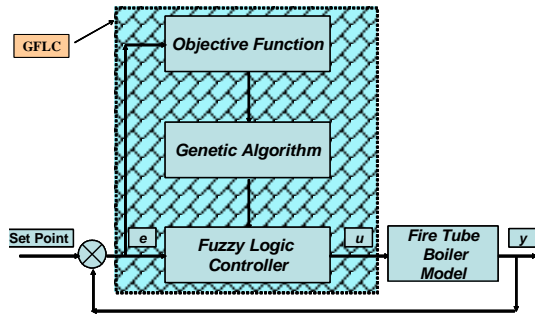 Objective Function
GFLC
Genetic Algorithm
Set Point
e
Fuzzy Logic
Controller
u
Fire Tube
Boiler
Model
y